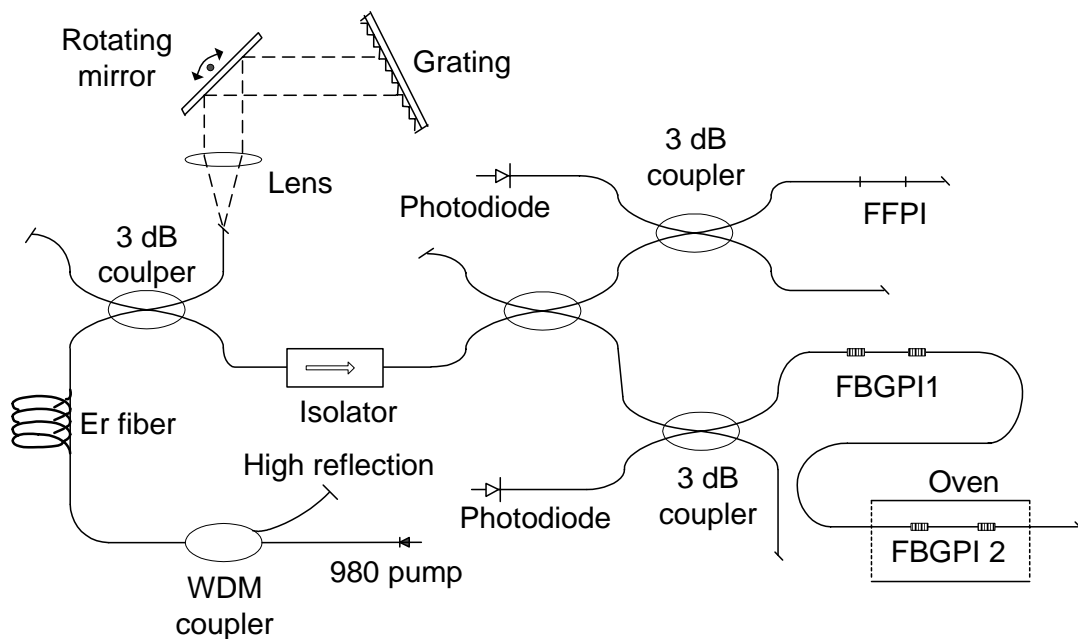 Rotating
mirror
Grating
Lens
3 dB
coulper
3 dB
coupler
Photodiode
FFPI
Isolator
Er fiber
FBGPI1
High reflection
Photodiode
3 dB
coupler
Oven
FBGPI 2
980 pump
WDM
coupler